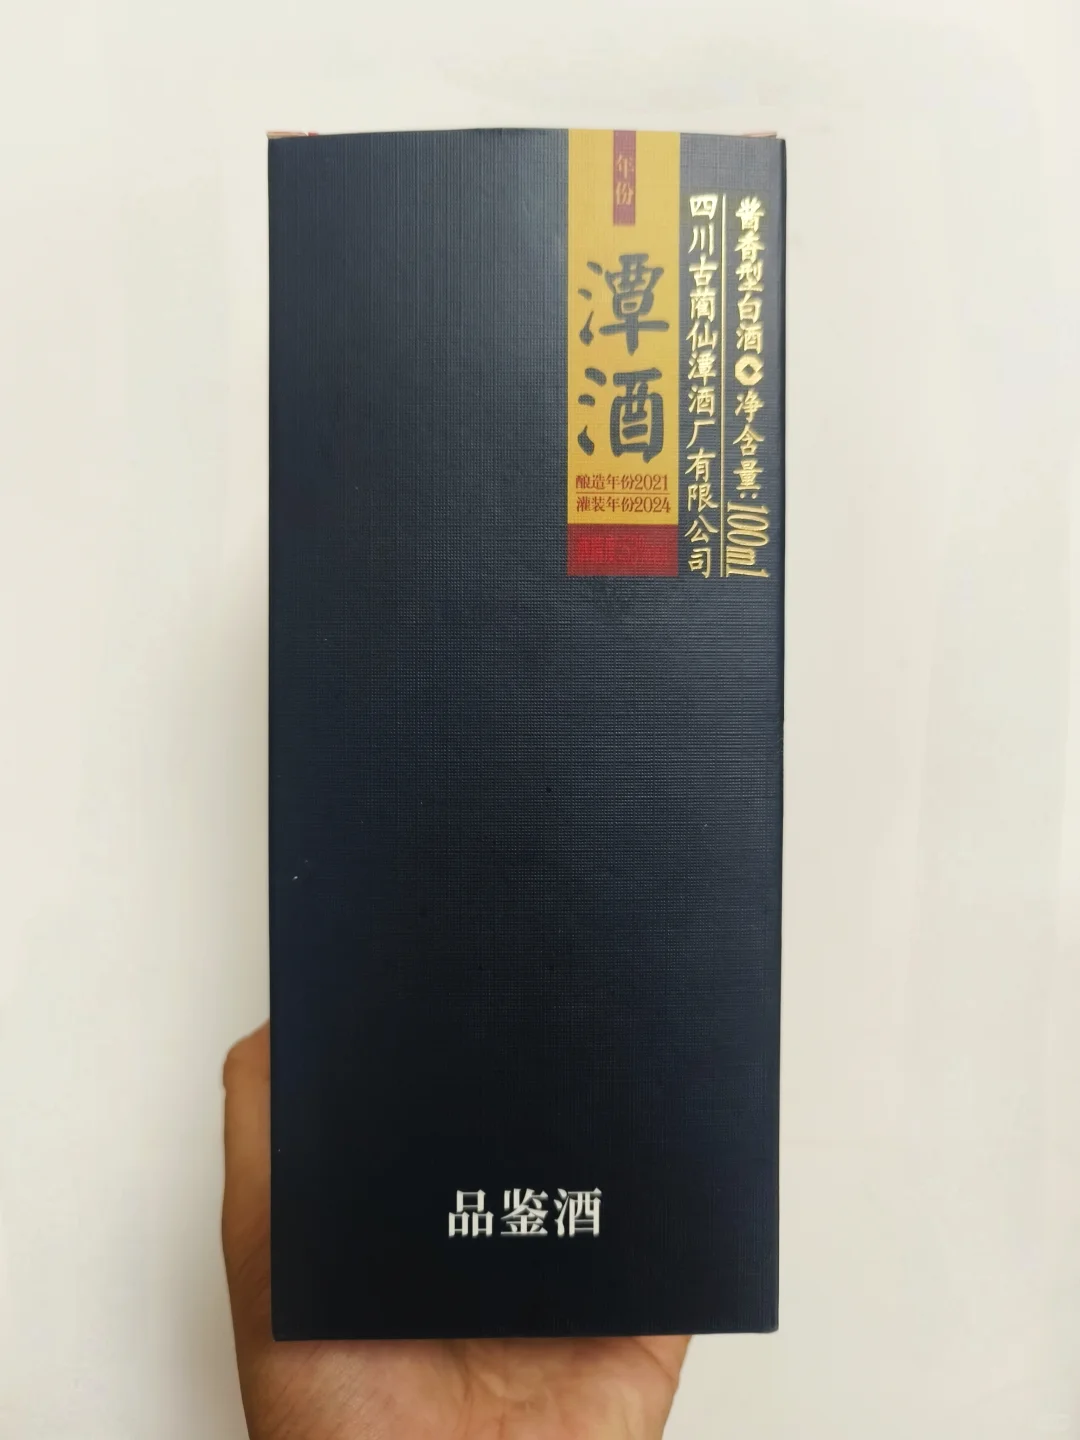 酱香型白酒 净含量:100ml
四川古蔺仙潭酒厂有限公司
年份
潭酒
酿造年份2021
灌装年份2024
品鉴酒